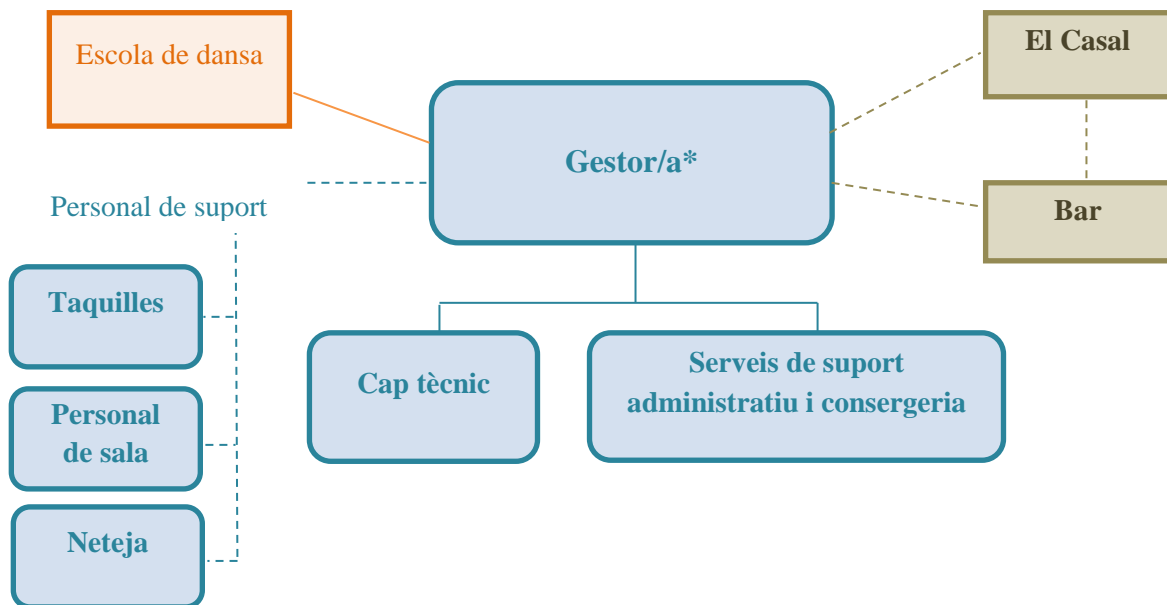 Escola de dansa
El Casal
Gestor/a*
Bar
Personal de suport
Taquilles
Personal
de sala
Neteja
Cap tècnic
Serveis de suport
administratiu i consergeria